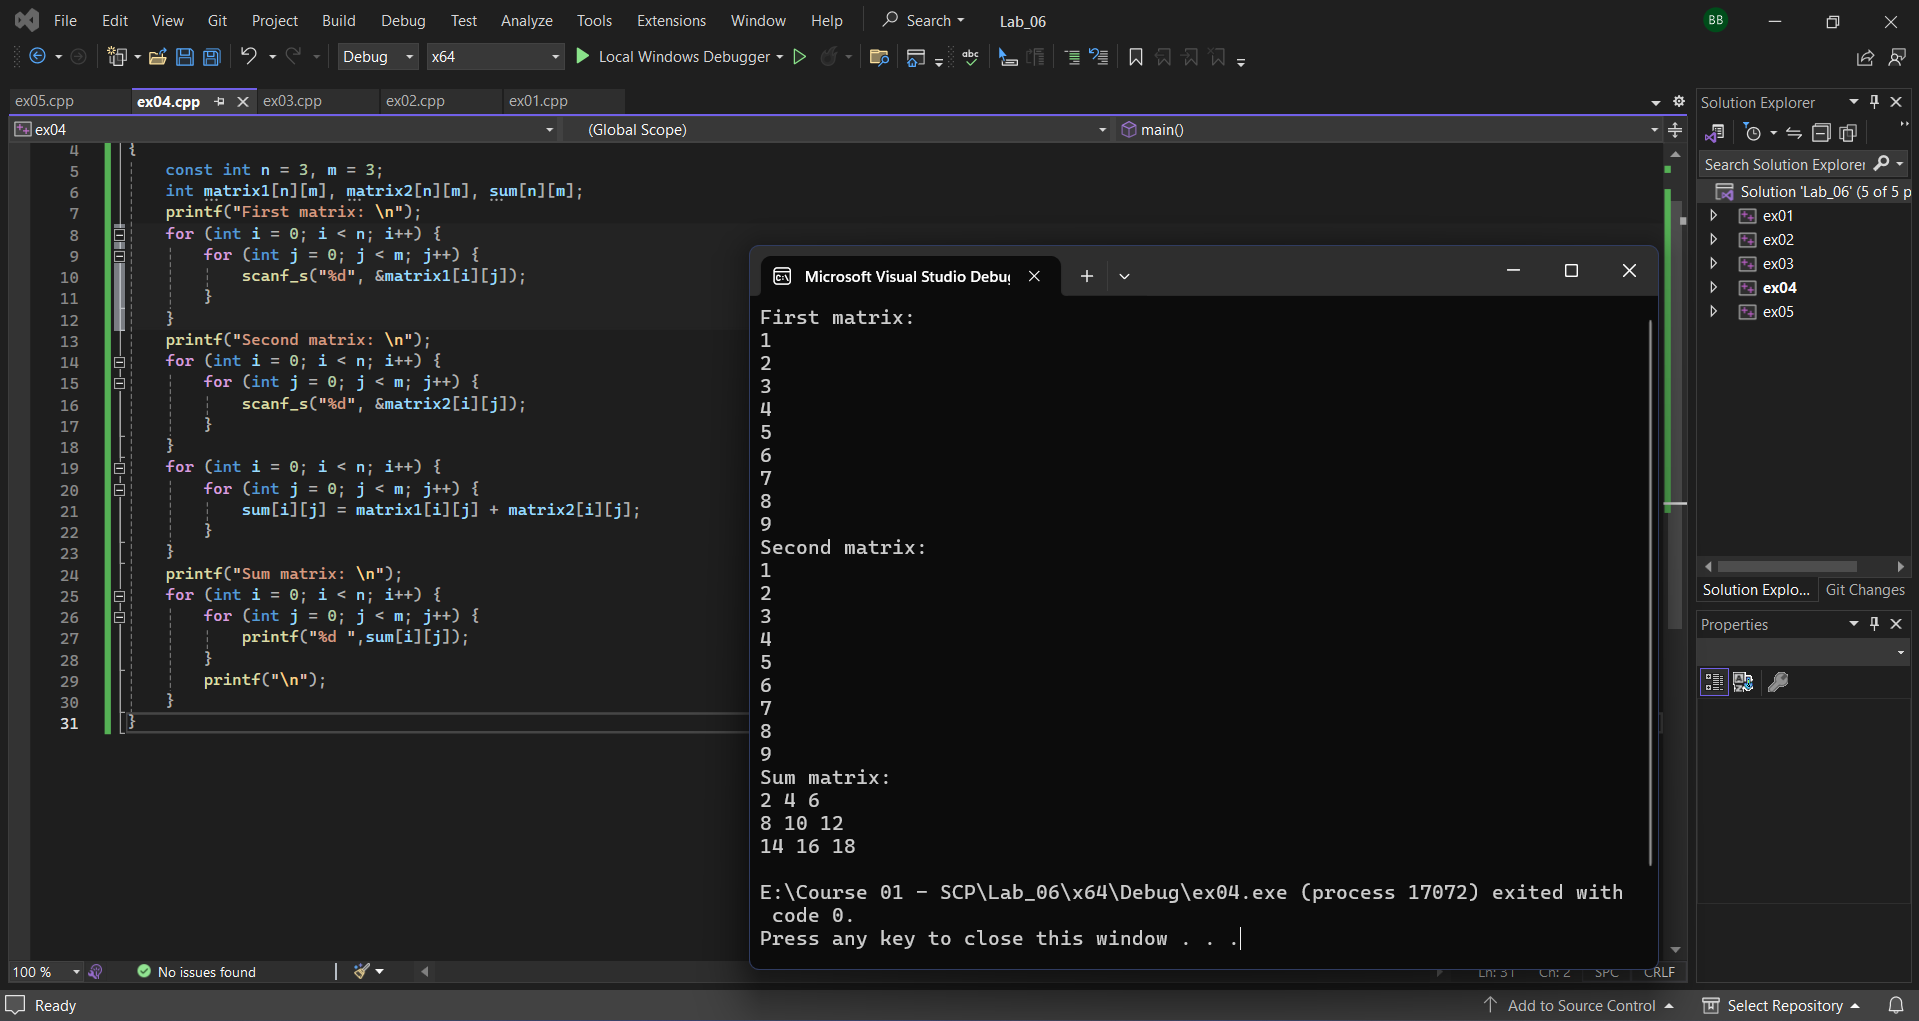 File Edit View Git Project Build Debug Test Analyze Tools Extensions Window Help Search Lab_06 BB
Debug x64 Local Windows Debugger abc
ex05.cpp ex04.cpp ex03.cpp ex02.cpp ex01.cpp
ex04 (Global Scope) main()
4 {
5 const int n = 3, m = 3;
6 int matrix1[n][m], matrix2[n][m], sum[n][m];
7 printf("First matrix: \n");
8 for (int i = 0; i < n; i++) {
9 for (int j = 0; j < m; j++) {
10 scanf_s("%d", &matrix1[i][j]);
11 }
12 }
13 printf("Second matrix: \n");
14 for (int i = 0; i < n; i++) {
15 for (int j = 0; j < m; j++) {
16 scanf_s("%d", &matrix2[i][j]);
17 }
18 }
19 for (int i = 0; i < n; i++) {
20 for (int j = 0; j < m; j++) {
21 sum[i][j] = matrix1[i][j] + matrix2[i][j];
22 }
23 }
24 printf("Sum matrix: \n");
25 for (int i = 0; i < n; i++) {
26 for (int j = 0; j < m; j++) {
27 printf("%d ",sum[i][j]);
28 }
29 printf("\n");
30 }
31 }
Microsoft Visual Studio Debug
First matrix:
1
2
3
4
5
6
7
8
9
Second matrix:
1
2
3
4
5
6
7
8
9
Sum matrix:
2 4 6
8 10 12
14 16 18
E:\Course 01 - SCP\Lab_06\x64\Debug\ex04.exe (process 17072) exited with
code 0.
Press any key to close this window . . .
Solution Explorer
Search Solution Explorer
Solution 'Lab_06' (5 of 5 p
ex01
ex02
ex03
ex04
ex05
Solution Explo... Git Changes
Properties
100 % No issues found Ln: 31 Ch: 2 SPC CRLF
Ready Add to Source Control Select Repository